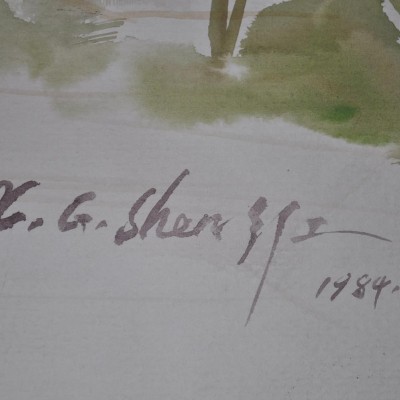 X. G. Shen
1984.